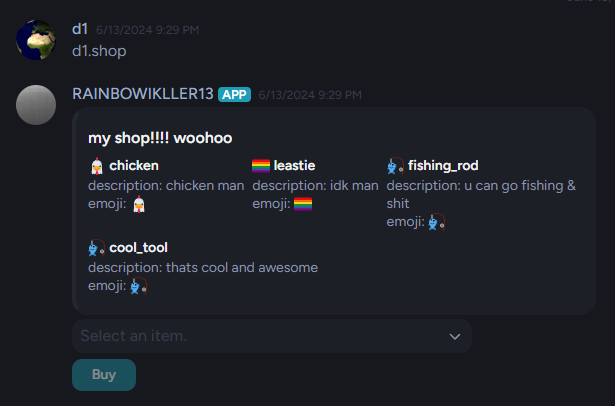 d1 6/13/2024 9:29 PM
d1.shop
RAINBOWIKLLER13 APP 6/13/2024 9:29 PM
my shop!!!! woohoo
chicken leastie fishing_rod
description: chicken man description: idk man description: u can go fishing &
emoji: emoji: shit
emoji:
cool_tool
description: thats cool and awesome
emoji:
Select an item.
Buy